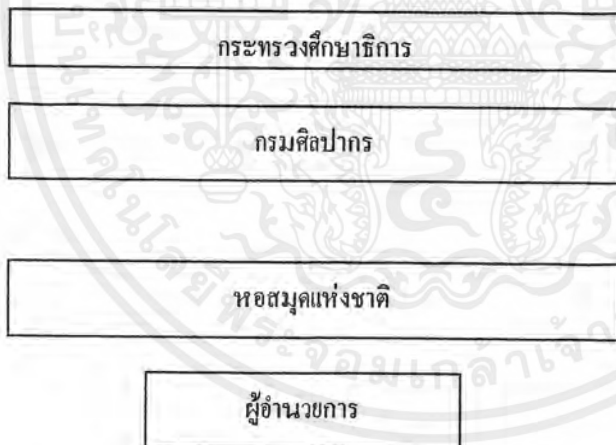 กระทรวงศึกษาธิการ
กรมศิลปากร
หอสมุดแห่งชาติ
ผู้อำนวยการ